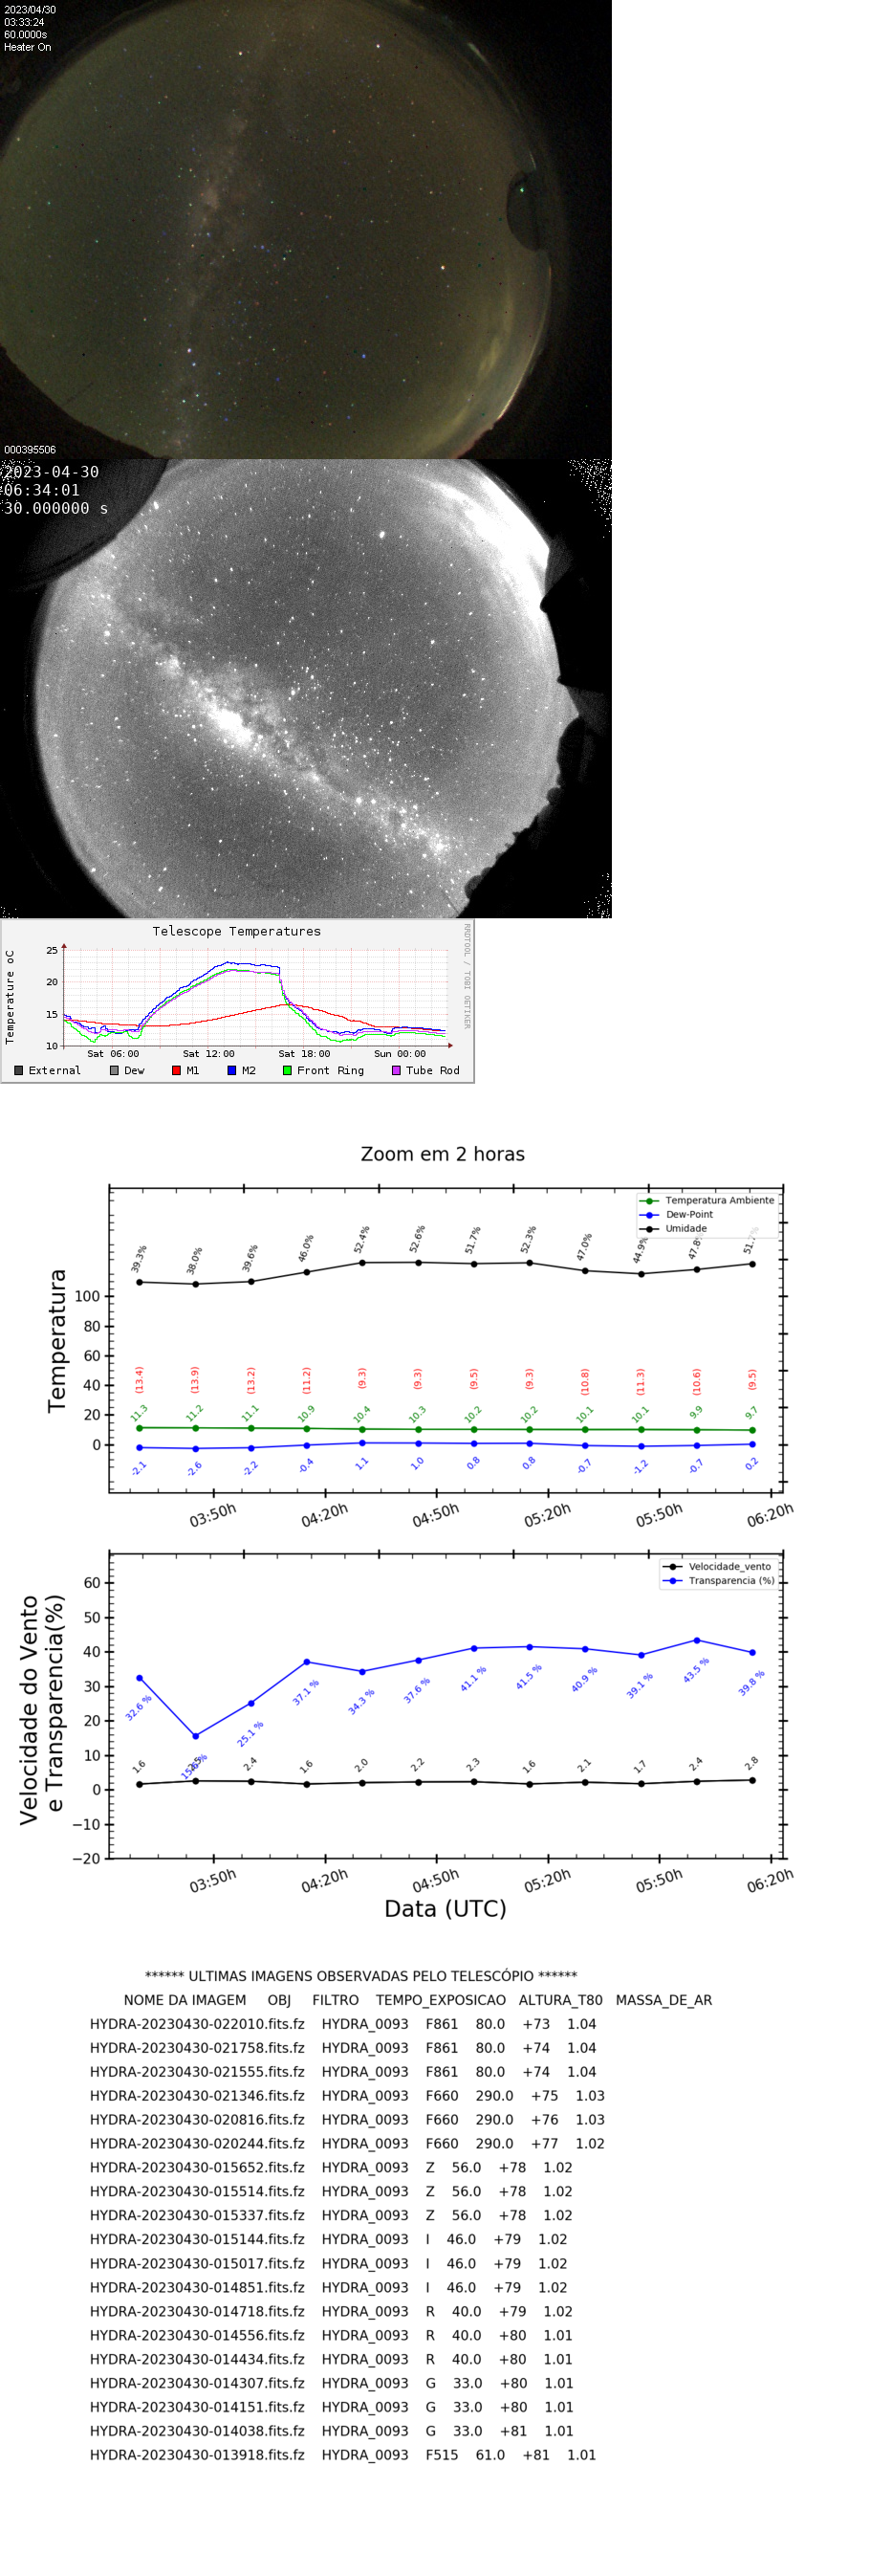 2023/04/30
03:33:24
60.0000s
Heater On
000395506
2023-04-30
06:34:01
30.000000 s
Telescope Temperatures
RRDTOOL / TOBI OETIKER
Temperature oC
25
20
15
10
Sat 06:00 Sat 12:00 Sat 18:00 Sun 00:00
External Dew M1 M2 Front Ring Tube Rod
Zoom em 2 horas
Temperatura Ambiente
Dew-Point
Umidade
39.3% 38.0% 39.6% 46.0% 52.4% 52.6% 51.7% 52.3% 47.0% 44.9% 47.8%
Temperatura
100
80
60
40
20
0
(13.4) (13.9) (13.2) (11.2) (9.3) (9.3) (9.5) (9.3) (10.8) (11.3) (10.6) (9.5)
11.3 11.2 11.1 10.9 10.4 10.3 10.2 10.2 10.1 10.1 9.9 9.7
-2.1 -2.6 -2.2 -0.4 1.1 1.0 0.8 0.8 -0.7 -1.2 -0.7 0.2
03:50h 04:20h 04:50h 05:20h 05:50h 06:20h
Velocidade_vento
Transparencia (%)
Velocidade do Vento
e Transparencia(%)
60
50
40
30
20
10
0
−10
−20
32.6 % 25.1 % 37.1 % 34.3 % 37.6 % 41.1 % 41.5 % 40.9 % 39.1 % 43.5 % 39.8 %
1.6 2.4 1.6 2.0 2.2 2.3 1.6 2.1 1.7 2.4 2.8
03:50h 04:20h 04:50h 05:20h 05:50h 06:20h
Data (UTC)
****** ULTIMAS IMAGENS OBSERVADAS PELO TELESCÓPIO ******
NOME DA IMAGEM OBJ FILTRO TEMPO_EXPOSICAO ALTURA_T80 MASSA_DE_AR
HYDRA-20230430-022010.fits.fz HYDRA_0093 F861 80.0 +73 1.04
HYDRA-20230430-021758.fits.fz HYDRA_0093 F861 80.0 +74 1.04
HYDRA-20230430-021555.fits.fz HYDRA_0093 F861 80.0 +74 1.04
HYDRA-20230430-021346.fits.fz HYDRA_0093 F660 290.0 +75 1.03
HYDRA-20230430-020816.fits.fz HYDRA_0093 F660 290.0 +76 1.03
HYDRA-20230430-020244.fits.fz HYDRA_0093 F660 290.0 +77 1.02
HYDRA-20230430-015652.fits.fz HYDRA_0093 Z 56.0 +78 1.02
HYDRA-20230430-015514.fits.fz HYDRA_0093 Z 56.0 +78 1.02
HYDRA-20230430-015337.fits.fz HYDRA_0093 Z 56.0 +78 1.02
HYDRA-20230430-015144.fits.fz HYDRA_0093 I 46.0 +79 1.02
HYDRA-20230430-015017.fits.fz HYDRA_0093 I 46.0 +79 1.02
HYDRA-20230430-014851.fits.fz HYDRA_0093 I 46.0 +79 1.02
HYDRA-20230430-014718.fits.fz HYDRA_0093 R 40.0 +79 1.02
HYDRA-20230430-014556.fits.fz HYDRA_0093 R 40.0 +80 1.01
HYDRA-20230430-014434.fits.fz HYDRA_0093 R 40.0 +80 1.01
HYDRA-20230430-014307.fits.fz HYDRA_0093 G 33.0 +80 1.01
HYDRA-20230430-014151.fits.fz HYDRA_0093 G 33.0 +80 1.01
HYDRA-20230430-014038.fits.fz HYDRA_0093 G 33.0 +81 1.01
HYDRA-20230430-013918.fits.fz HYDRA_0093 F515 61.0 +81 1.01